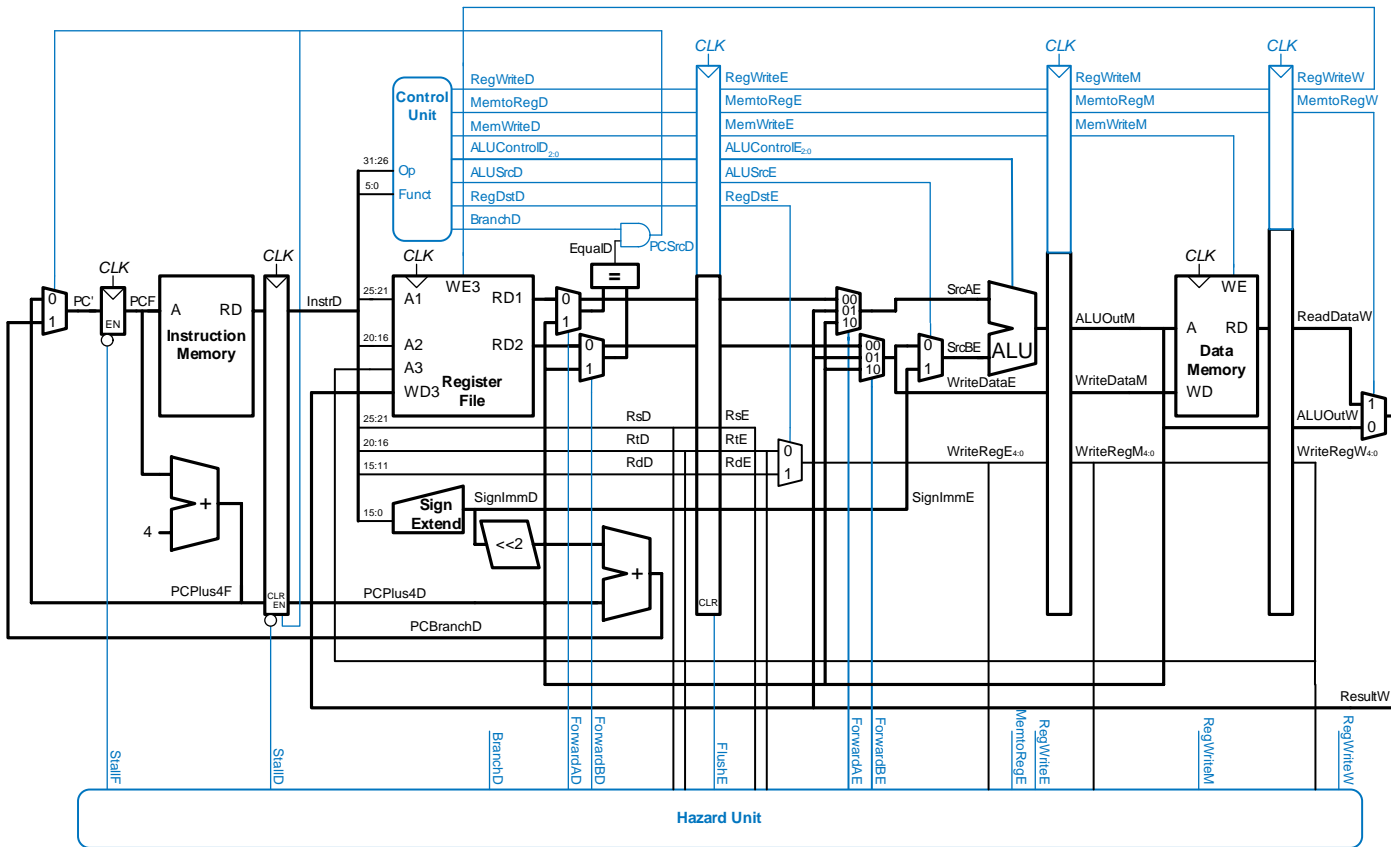 CLK
CLK
CLK
RegWriteD
RegWriteE
RegWriteM
RegWriteW
Control
Unit
MemtoRegD
MemtoRegE
MemtoRegM
MemtoRegW
MemWriteD
MemWriteE
MemWriteM
ALUControlD2:0
ALUControlE2:0
31:26
Op
ALUSrcD
ALUSrcE
5:0
Funct
RegDstD
RegDstE
BranchD
PCSrcD
EqualD
CLK
CLK
CLK
CLK
=
WE3
WE
0
1
PC'
EN
PCF
A
RD
Instruction
Memory
InstrD
25:21
A1
RD1
0
1
00
01
10
SrcAE
20:16
A2
RD2
0
1
00
01
10
0
1
SrcBE
ALU
ALUOutM
A
RD
Data
Memory
WD
ReadDataW
A3
WD3
Register
File
WriteDataE
WriteDataM
ALUOutW
1
0
25:21
RsD
RsE
20:16
RtD
RtE
15:11
RdD
RdE
0
1
WriteRegE4:0
WriteRegM4:0
WriteRegW4:0
15:0
Sign
Extend
SignImmD
SignImmE
+
4
<<2
+
PCPlus4F
CLR
EN
PCPlus4D
CLR
PCBranchD
ResultW
StallF
StallD
BranchD
ForwardAD
ForwardBD
FlushE
ForwardAE
ForwardBE
MemtoRegE
RegWriteE
RegWriteM
RegWriteW
Hazard Unit